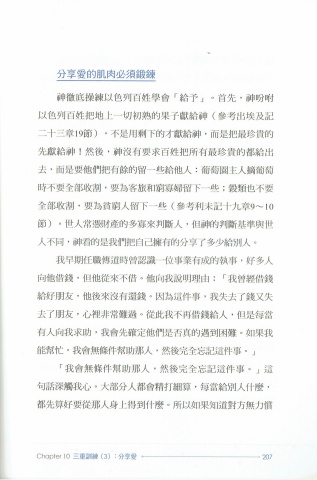 分享愛的肌肉必須鍛鍊
神徹底操練以色列百姓學會「給予」。首先，神吩咐
以色列百姓把地上一切初熟的果子獻給神（參考出埃及記
二十三章19節），不是用剩下的才獻給神，而是把最珍貴的
先獻給神！然後，神沒有要求百姓把所有最珍貴的都給出
去，而是要他們把有餘的留一些給他人：葡萄園主人摘葡萄
時不要全部收割，要為客旅和窮寡婦留下一些；穀類也不要
全部收割，要為貧窮人留下一些（參考利未記十九章9～10
節）。世人常憑財產的多寡來判斷人，但神的判斷基準與世
人不同，神看的是我們把自己擁有的分享了多少給別人。
我早期任職傳道時曾認識一位事業有成的執事，好多人
向他借錢，但他從來不借。他向我說明理由：「我曾經借錢
給好朋友，他後來沒有還錢。因為這件事，我失去了錢又失
去了朋友，心裡非常難過。從此我不再借錢給人，但是每當
有人向我求助，我會先確定他們是否真的遇到困難。如果我
能幫忙，我會無條件幫助那人，然後完全忘記這件事。」
「我會無條件幫助那人，然後完全忘記這件事。」這
句話深觸我心。大部分人都會精打細算，每當給別人什麼，
都先算好要從那人身上得到什麼。所以如果知道對方無力償
Chapter 10 三重訓練（3）：分享愛 207